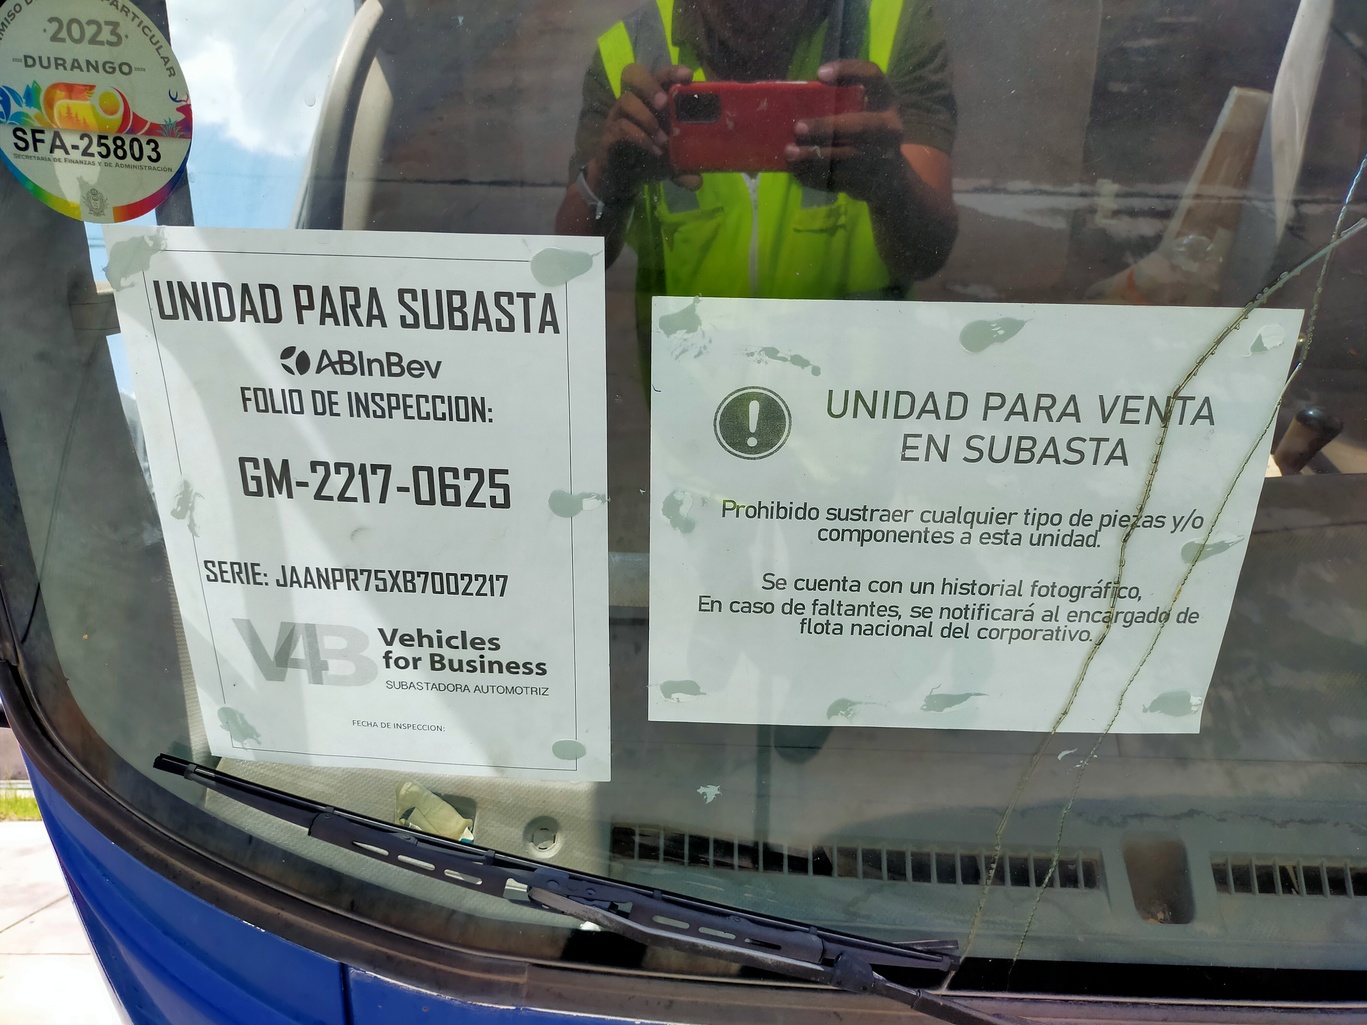 PARTICULAR
2023
DURANGO
SFA-25803
SECRETARÍA DE FINANZAS Y DE ADMINISTRACIÓN
UNIDAD PARA SUBASTA
ABInBev
FOLIO DE INSPECCION:
GM-2217-0625
SERIE: JAANPR75XB7002217
V4B Vehicles
for Business
SUBASTADORA AUTOMOTRIZ
FECHA DE INSPECCION:
! UNIDAD PARA VENTA
EN SUBASTA
Prohibido sustraer cualquier tipo de piezas y/o
componentes a esta unidad.
Se cuenta con un historial fotográfico,
En caso de faltantes, se notificará al encargado de
flota nacional del corporativo.